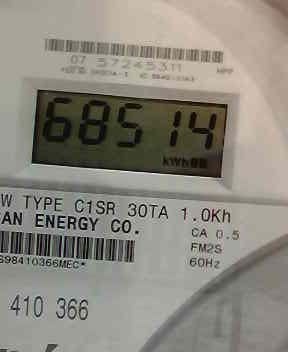 07 57245311
68514
kWh
W TYPE C1SR 30TA 1.0Kh
AN ENERGY CO.
CA 0.5
FM2S
60Hz
S98410366MEC*
410 366